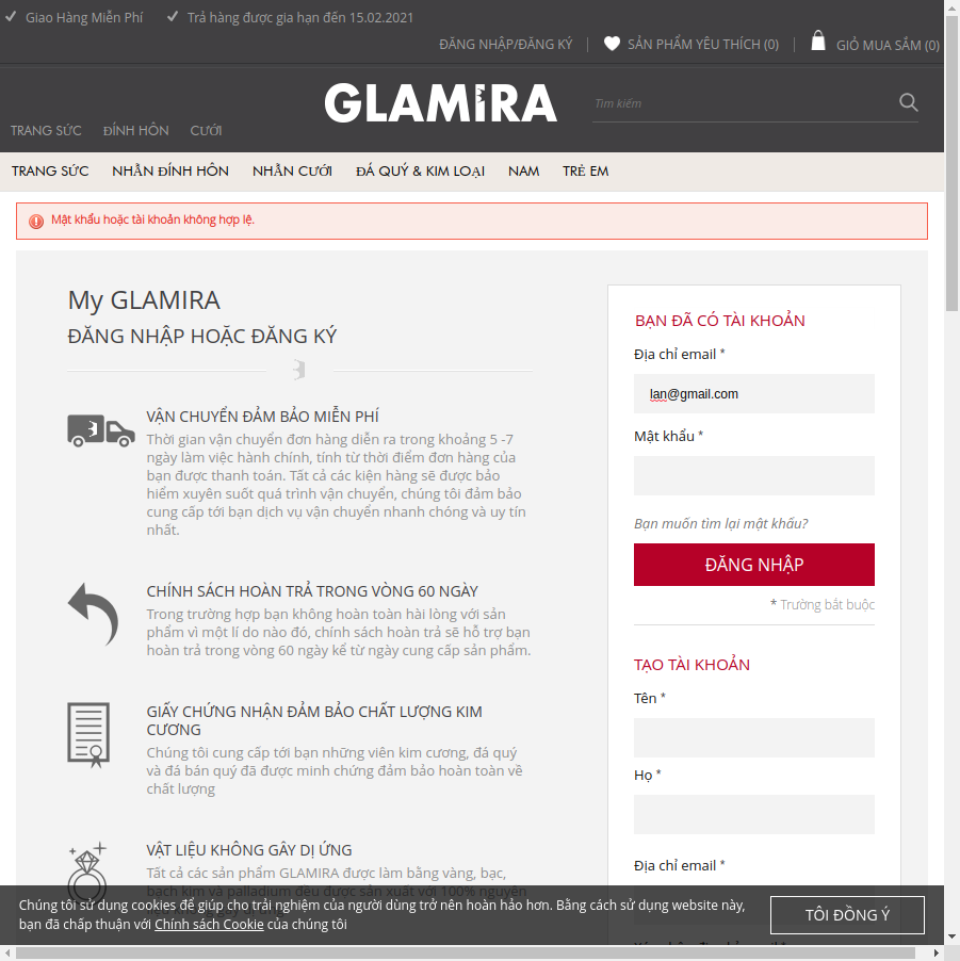 Giao Hàng Miễn Phí
Trả hàng được gia hạn đến 15.02.2021
ĐĂNG NHẬP/ĐĂNG KÝ
SẢN PHẨM YÊU THÍCH (0)
GIỎ MUA SẮM (0)
GLAMIRA
Tìm kiếm
TRANG SỨC
ĐÍNH HÔN
CƯỚI
TRANG SỨC
NHẪN ĐÍNH HÔN
NHẪN CƯỚI
ĐÁ QUÝ & KIM LOẠI
NAM
TRẺ EM
Mật khẩu hoặc tài khoản không hợp lệ.
My GLAMIRA
ĐĂNG NHẬP HOẶC ĐĂNG KÝ
VẬN CHUYỂN ĐẢM BẢO MIỄN PHÍ
Thời gian vận chuyển đơn hàng diễn ra trong khoảng 5 -7
ngày làm việc hành chính, tính từ thời điểm đơn hàng của
bạn được thanh toán. Tất cả các kiện hàng sẽ được bảo
hiểm xuyên suốt quá trình vận chuyển, chúng tôi đảm bảo
cung cấp tới bạn dịch vụ vận chuyển nhanh chóng và uy tín
nhất.
CHÍNH SÁCH HOÀN TRẢ TRONG VÒNG 60 NGÀY
Trong trường hợp bạn không hoàn toàn hài lòng với sản
phẩm vì một lí do nào đó, chính sách hoàn trả sẽ hỗ trợ bạn
hoàn trả trong vòng 60 ngày kể từ ngày cung cấp sản phẩm.
GIẤY CHỨNG NHẬN ĐẢM BẢO CHẤT LƯỢNG KIM
CƯƠNG
Chúng tôi cung cấp tới bạn những viên kim cương, đá quý
và đá bán quý đã được minh chứng đảm bảo hoàn toàn về
chất lượng
VẬT LIỆU KHÔNG GÂY DỊ ỨNG
Tất cả các sản phẩm GLAMIRA được làm bằng vàng, bạc,
bạch kim và palladium đều được sản xuất với 100% nguyên
BẠN ĐÃ CÓ TÀI KHOẢN
Địa chỉ email *
lan@gmail.com
Mật khẩu *
Bạn muốn tìm lại mật khẩu?
ĐĂNG NHẬP
* Trường bắt buộc
TẠO TÀI KHOẢN
Tên *
Họ *
Địa chỉ email *
Chúng tôi sử dụng cookies để giúp cho trải nghiệm của người dùng trở nên hoàn hảo hơn. Bằng cách sử dụng website này,
bạn đã chấp thuận với Chính sách Cookie của chúng tôi
TÔI ĐỒNG Ý